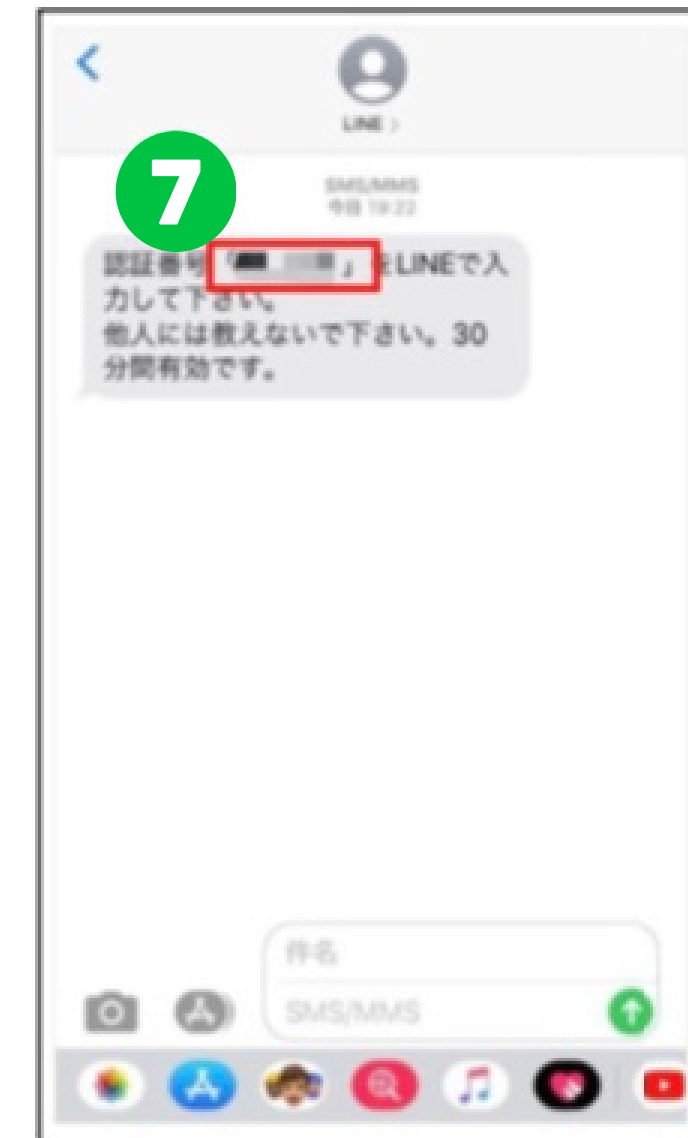 LINE >
SMS/MMS
今日 19:22
7
認証番号「 」をLINEで入
力して下さい。
他人には教えないで下さい。30
分間有効です。
件名
SMS/MMS